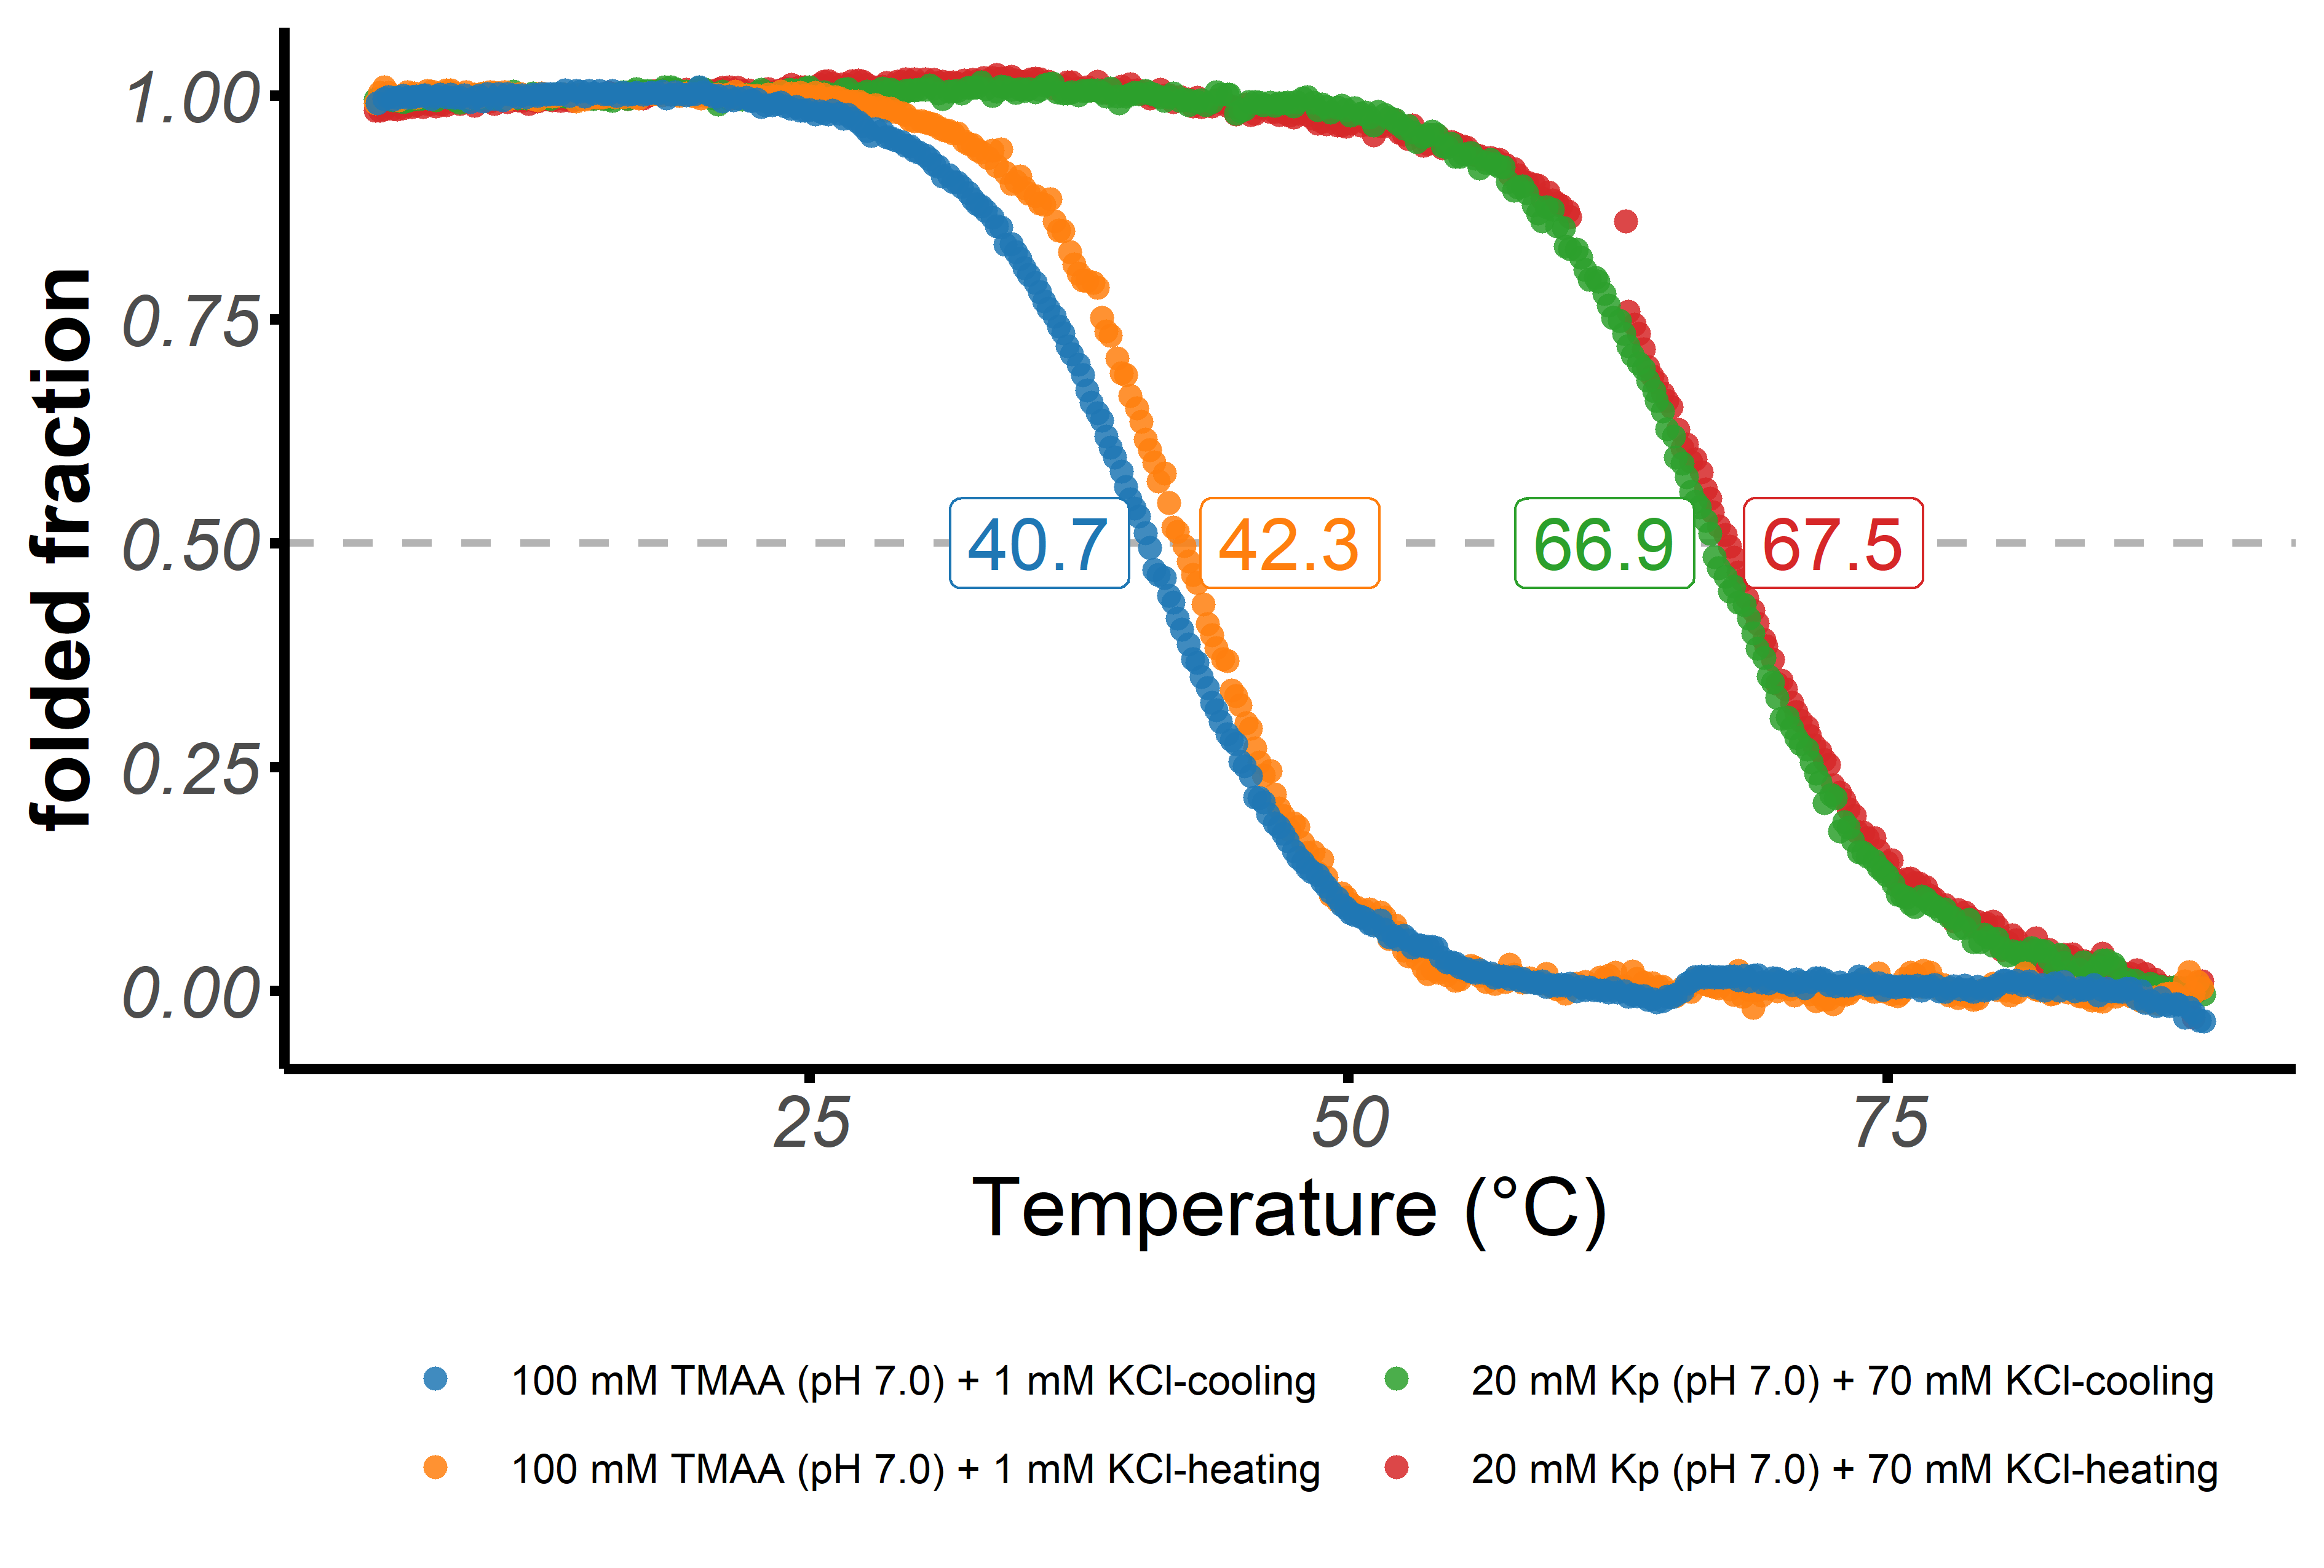 folded fraction
1.00
0.75
0.50
0.25
0.00
40.7
42.3
66.9
67.5
25
50
75
Temperature (°C)
100 mM TMAA (pH 7.0) + 1 mM KCl-cooling
20 mM Kp (pH 7.0) + 70 mM KCl-cooling
100 mM TMAA (pH 7.0) + 1 mM KCl-heating
20 mM Kp (pH 7.0) + 70 mM KCl-heating